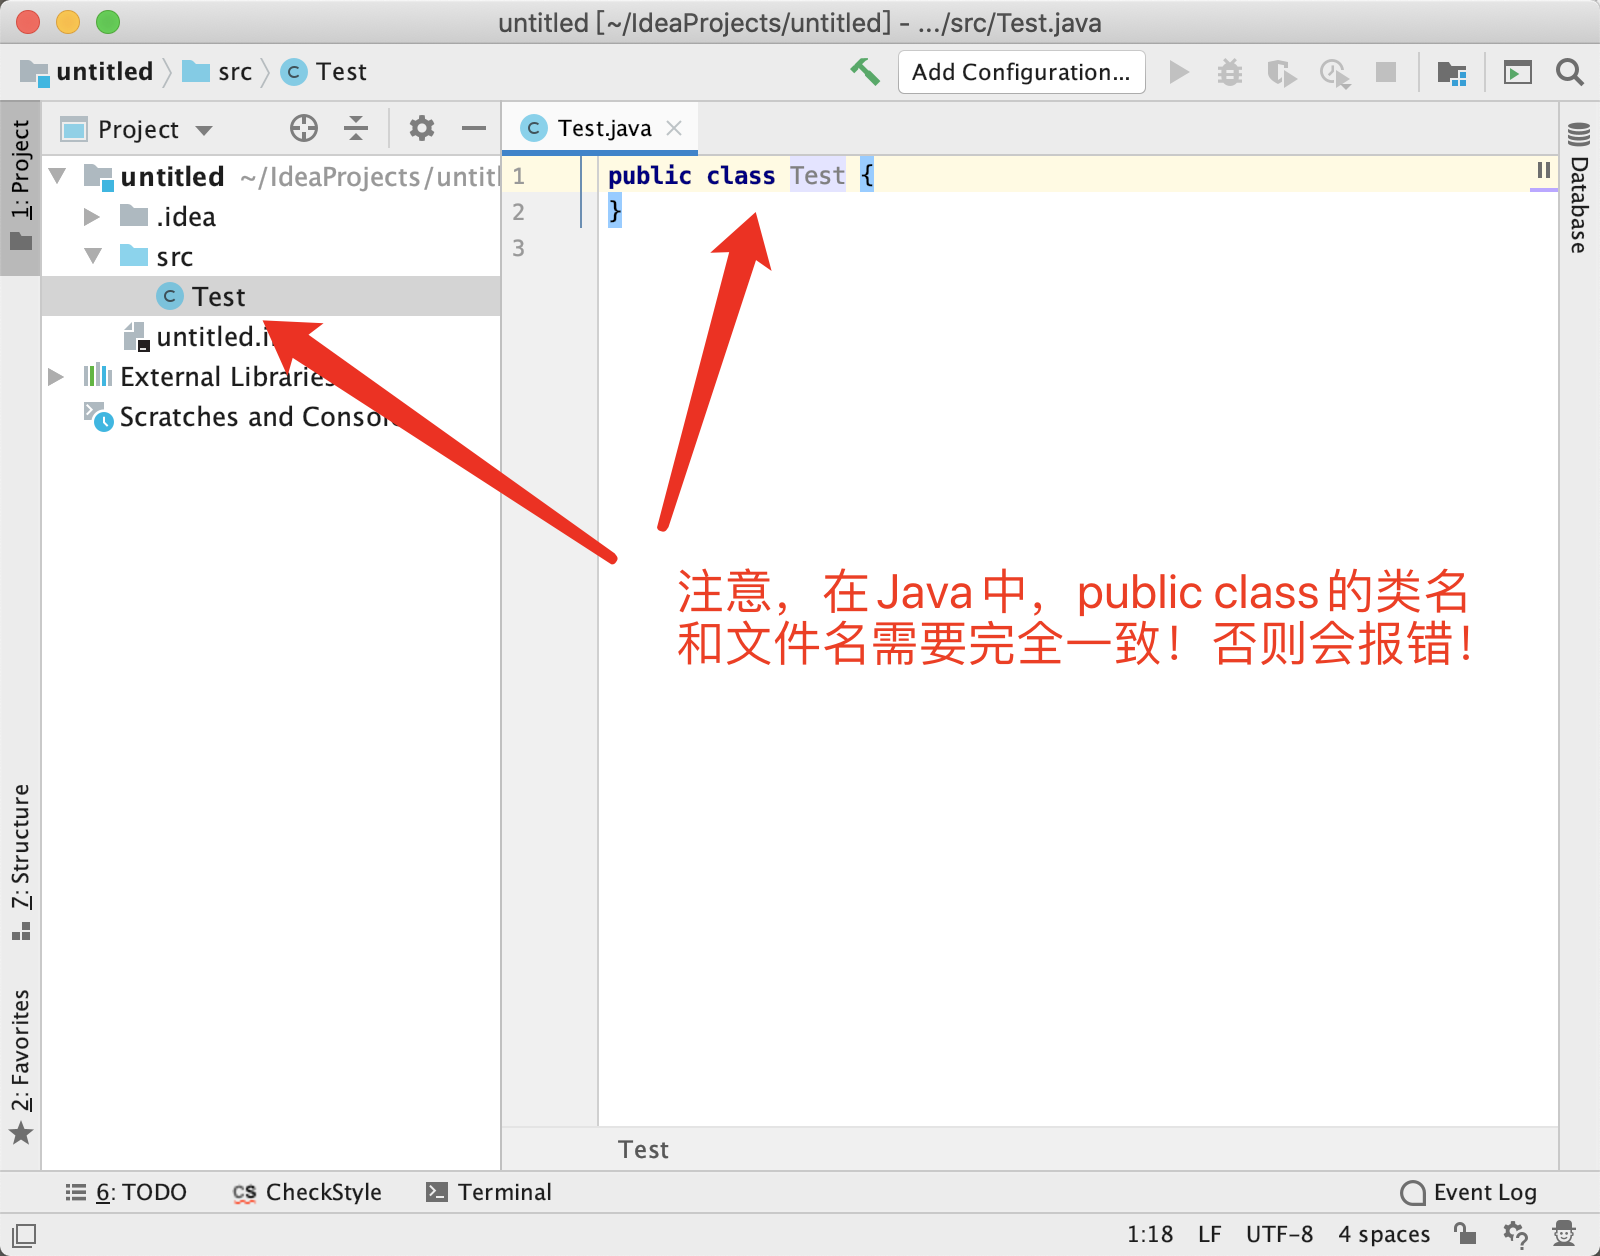 untitled [~/IdeaProjects/untitled] - .../src/Test.java
untitled src Test Add Configuration...
1: Project
Project
untitled ~/IdeaProjects/untitl
.idea
src
Test
untitled.i
External Libraries
Scratches and Consol
Test.java
1 public class Test {
2 }
3
注意，在Java中，public class的类名
和文件名需要完全一致！否则会报错！
Database
7: Structure
2: Favorites
Test
6: TODO CheckStyle Terminal Event Log
1:18 LF UTF-8 4 spaces